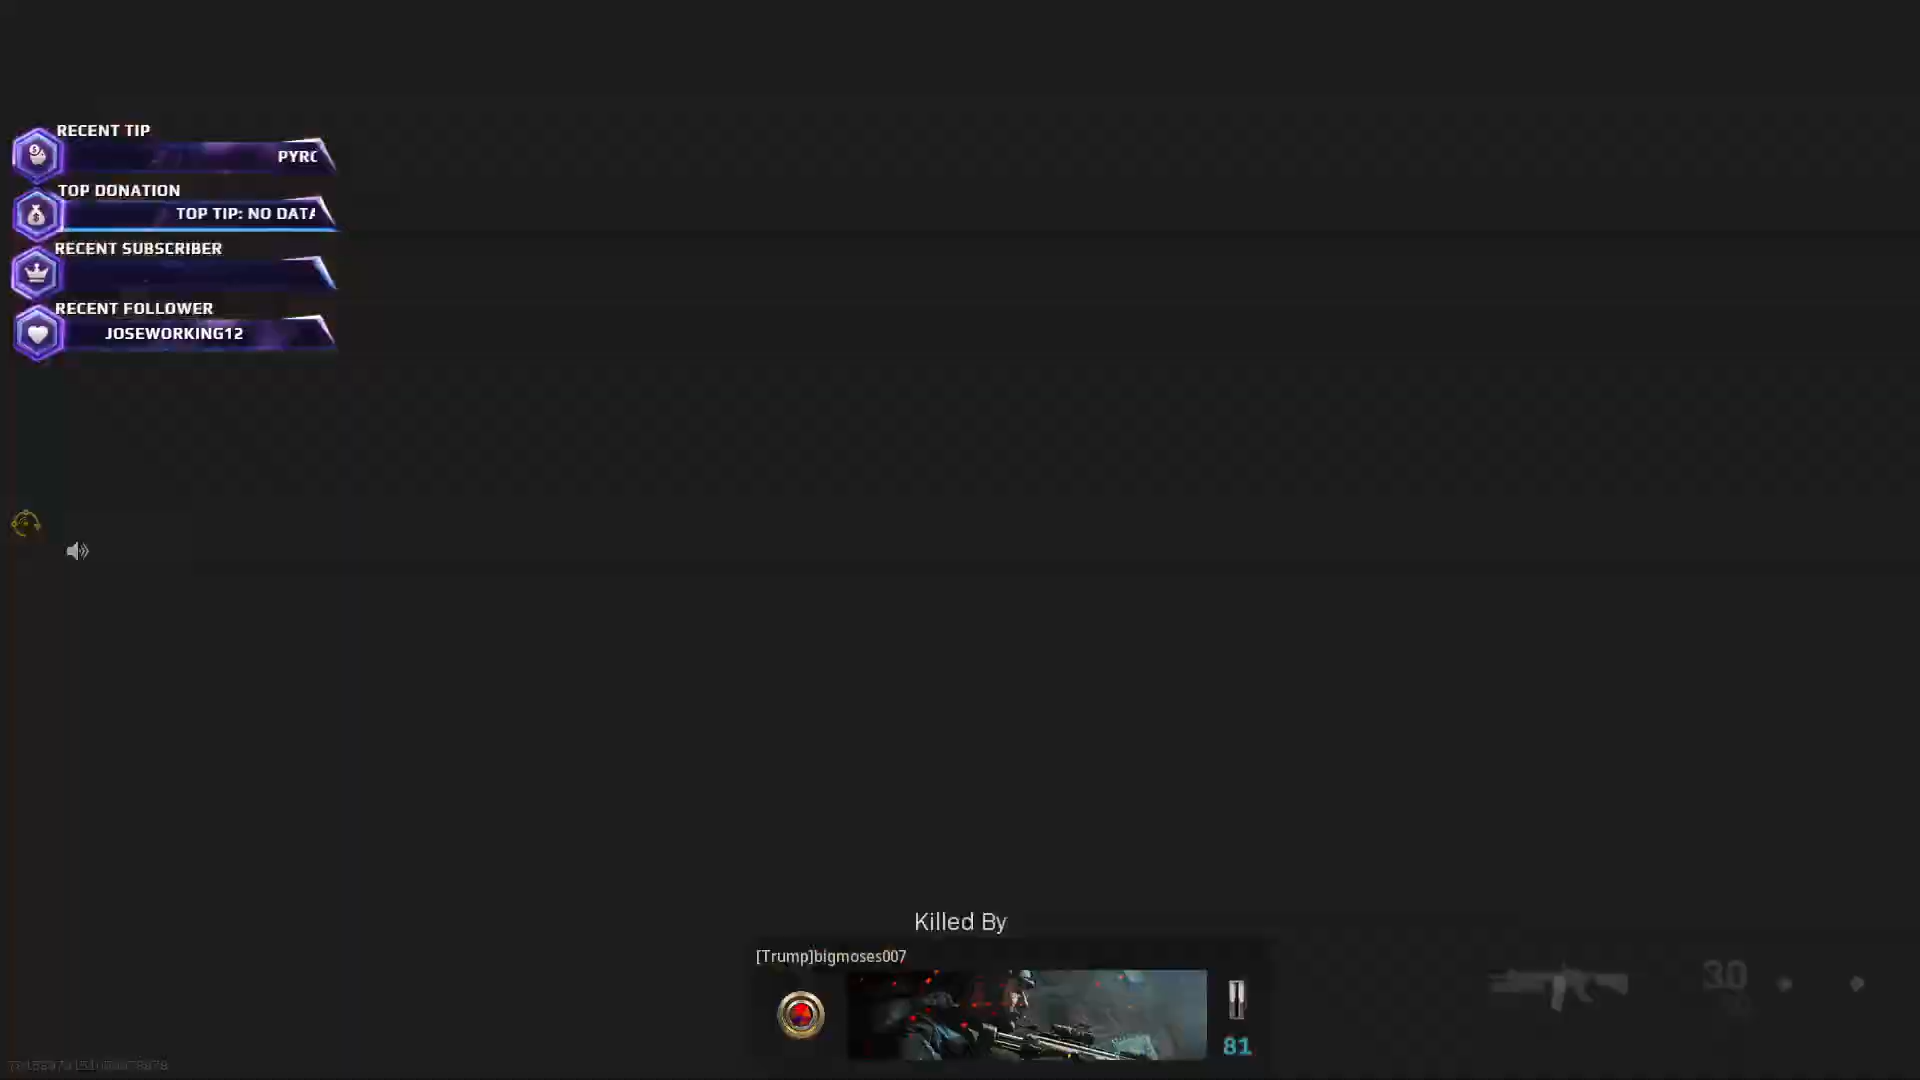 RECENT TIP
PYRO
TOP DONATION
TOP TIP: NO DATA
RECENT SUBSCRIBER
RECENT FOLLOWER
JOSEWORKING12
Killed By
[Trump]bigmoses007
30
81